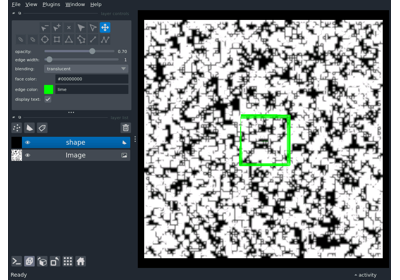 File View Plugins Window Help
opacity: 0.70
edge width: 1
blending: translucent
face color: #00000000
edge color: lime
display text: ✓
shape
Image
Ready
activity